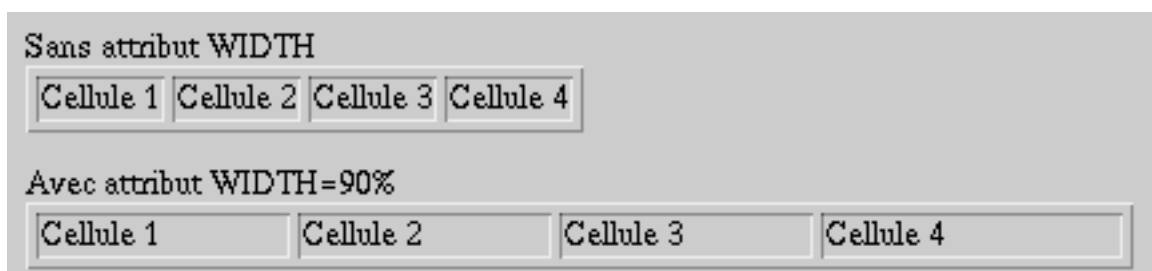 Sans attribut WIDTH
Cellule 1 Cellule 2 Cellule 3 Cellule 4
Avec attribut WIDTH=90%
Cellule 1 Cellule 2 Cellule 3 Cellule 4